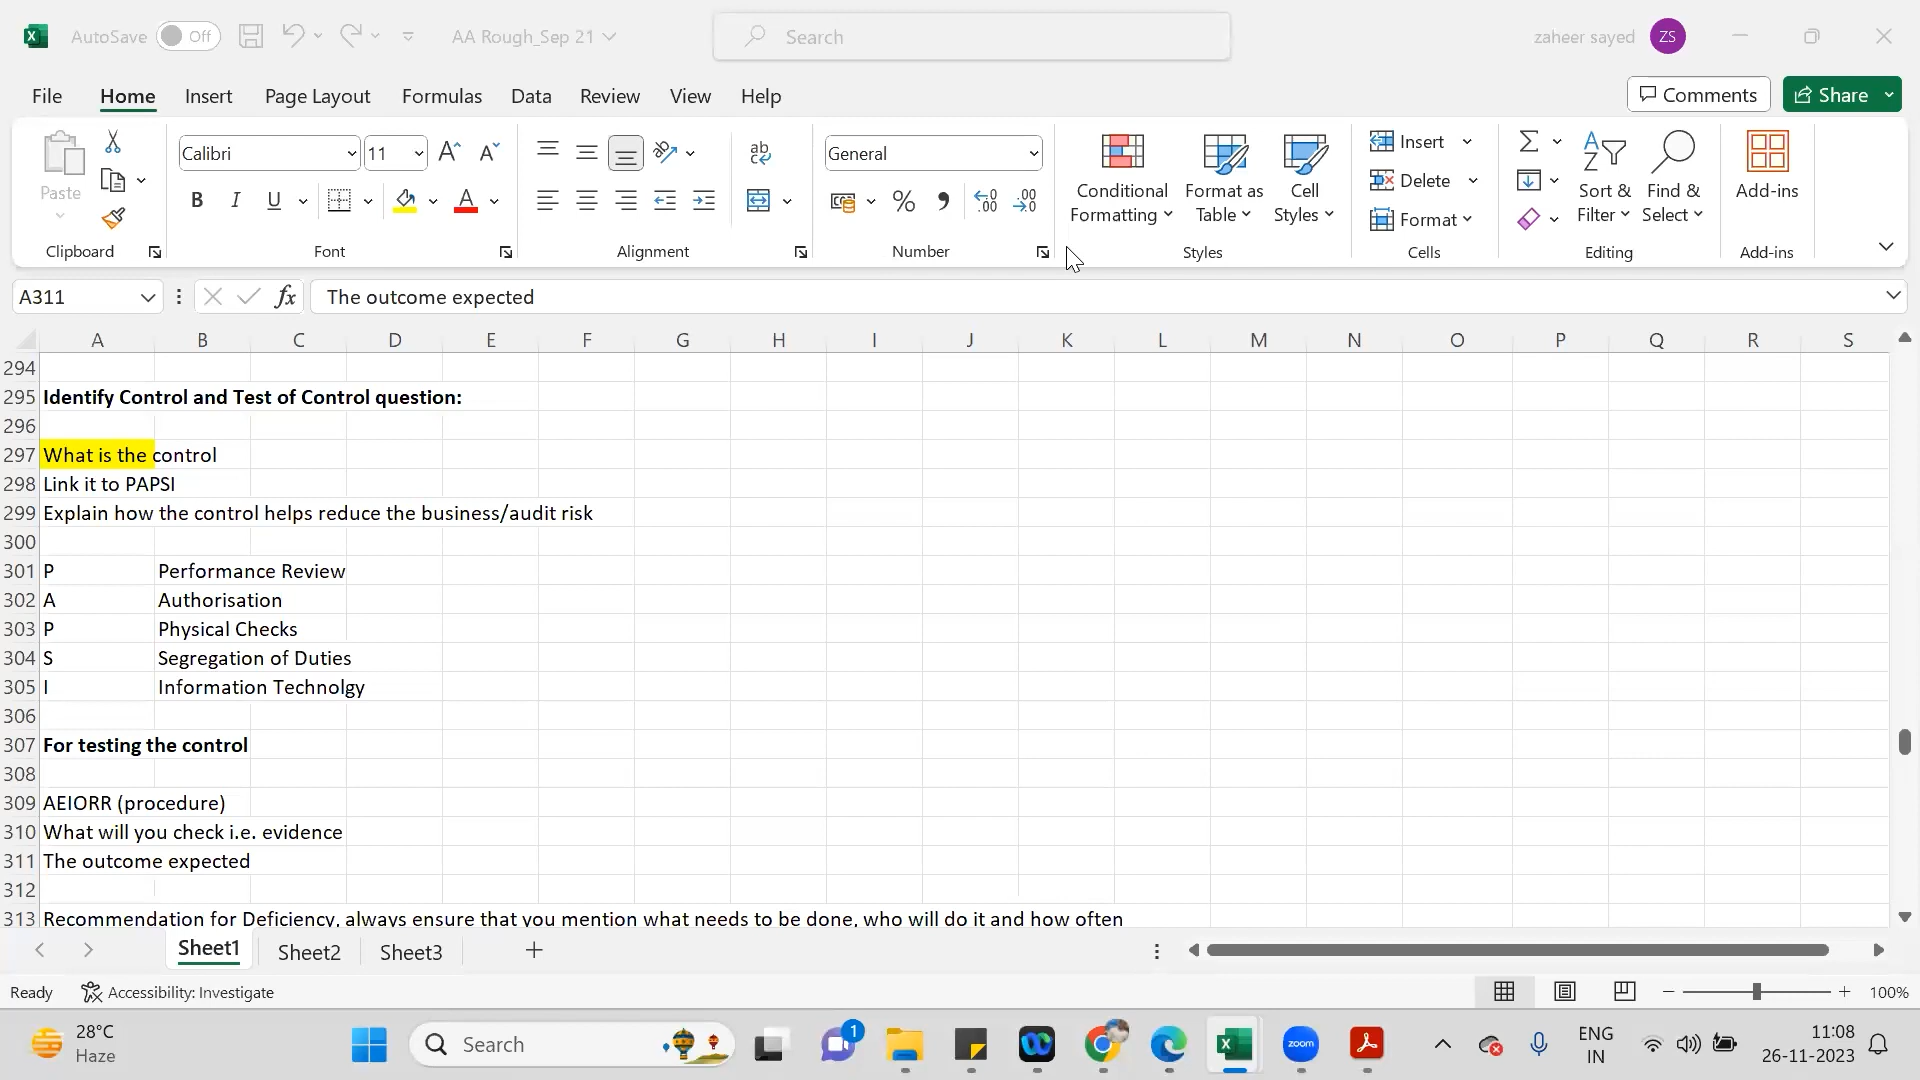 AutoSave Off AA Rough_Sep 21 Search zaheer sayed ZS
File Home Insert Page Layout Formulas Data Review View Help Comments Share
Paste
Clipboard
Calibri 11
B I U A
Font
ab
Alignment
General
% 
Number
Conditional Formatting
Format as Table
Cell Styles
Styles
Insert
Delete
Format
Cells
Sort & Filter
Find & Select
Editing
Add-ins
Add-ins
A311 fx The outcome expected
A B C D E F G H I J K L M N O P Q R S
294
295 Identify Control and Test of Control question:
296
297 What is the control
298 Link it to PAPSI
299 Explain how the control helps reduce the business/audit risk
300
301 P Performance Review
302 A Authorisation
303 P Physical Checks
304 S Segregation of Duties
305 I Information Technolgy
306
307 For testing the control
308
309 AEIORR (procedure)
310 What will you check i.e. evidence
311 The outcome expected
312
313 Recommendation for Deficiency, always ensure that you mention what needs to be done, who will do it and how often
Sheet1 Sheet2 Sheet3
Ready Accessibility: Investigate 100%
28°C
Haze
Search
1
zoom
ENG
IN
11:08
26-11-2023